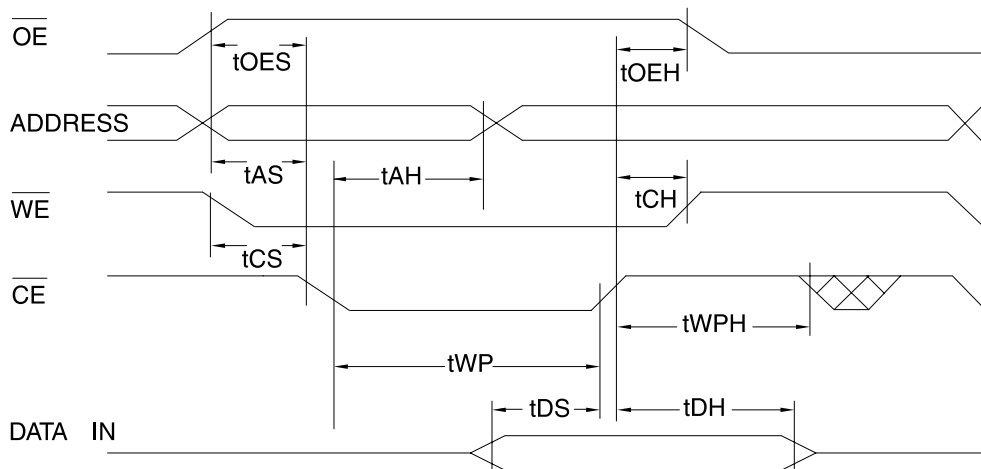 OE
tOES
tOEH
ADDRESS
tAS
tAH
tCH
WE
tCS
CE
tWPH
tWP
tDS
tDH
DATA IN